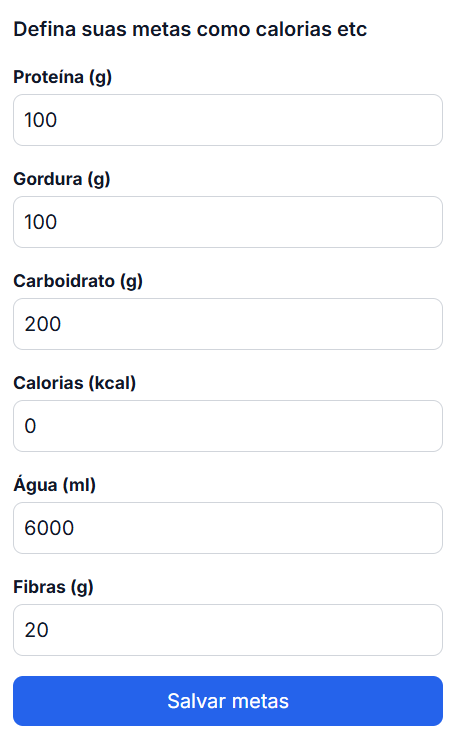 Defina suas metas como calorias etc
Proteína (g)
100
Gordura (g)
100
Carboidrato (g)
200
Calorias (kcal)
0
Água (ml)
6000
Fibras (g)
20
Salvar metas